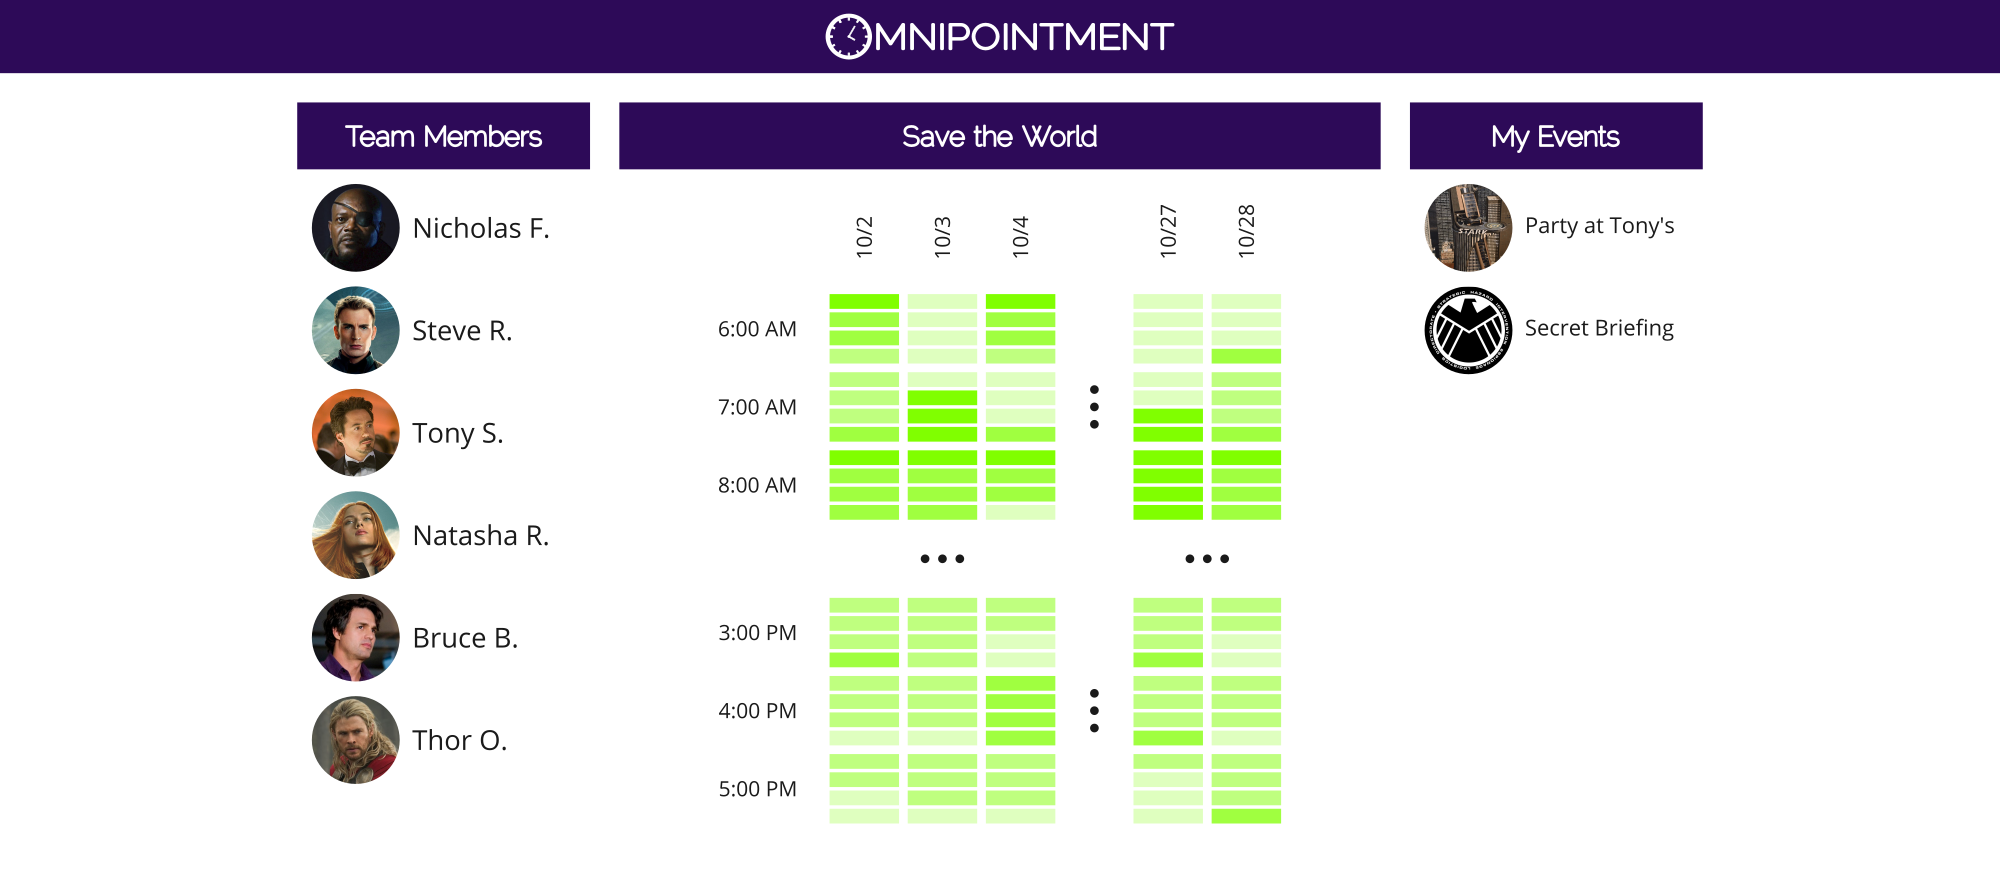 OMNIPOINTMENT
Team Members
Nicholas F.
Steve R.
Tony S.
Natasha R.
Bruce B.
Thor O.
Save the World
10/2
10/3
10/4
10/27
10/28
6:00 AM
7:00 AM
8:00 AM
3:00 PM
4:00 PM
5:00 PM
My Events
STARK
Party at Tony's
Secret Briefing